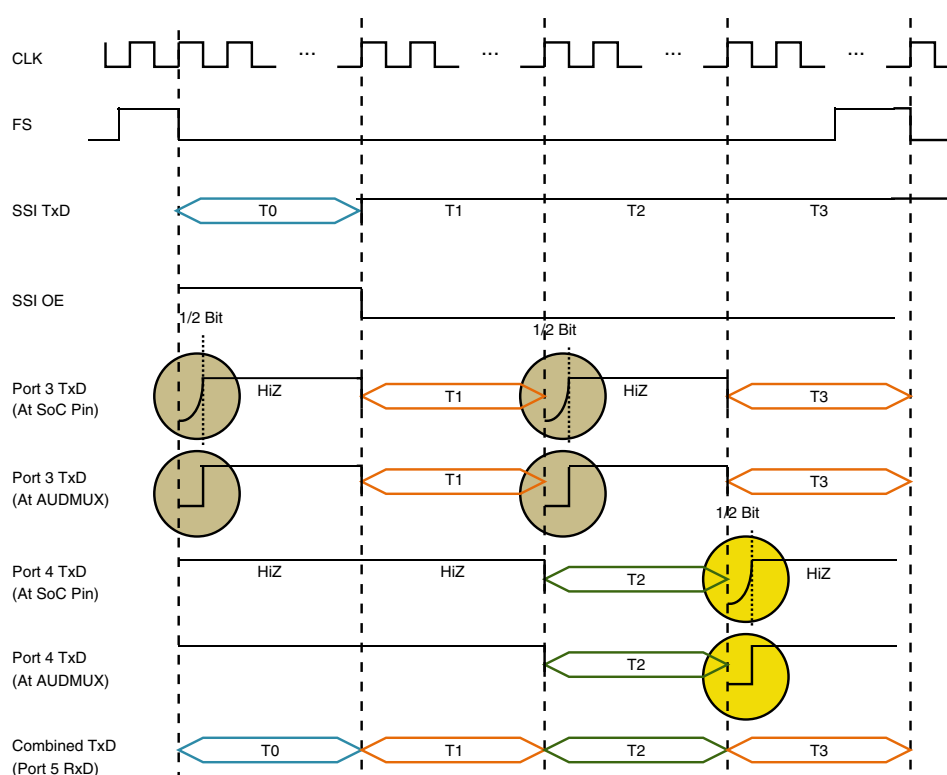 CLK
... ... ... ...
FS
SSI TxD
T0 T1 T2 T3
SSI OE
1/2 Bit 1/2 Bit
Port 3 TxD
(At SoC Pin)
HiZ T1 HiZ T3
Port 3 TxD
(At AUDMUX)
T1 T3
1/2 Bit
Port 4 TxD
(At SoC Pin)
HiZ HiZ T2 HiZ
Port 4 TxD
(At AUDMUX)
T2
Combined TxD
(Port 5 RxD)
T0 T1 T2 T3